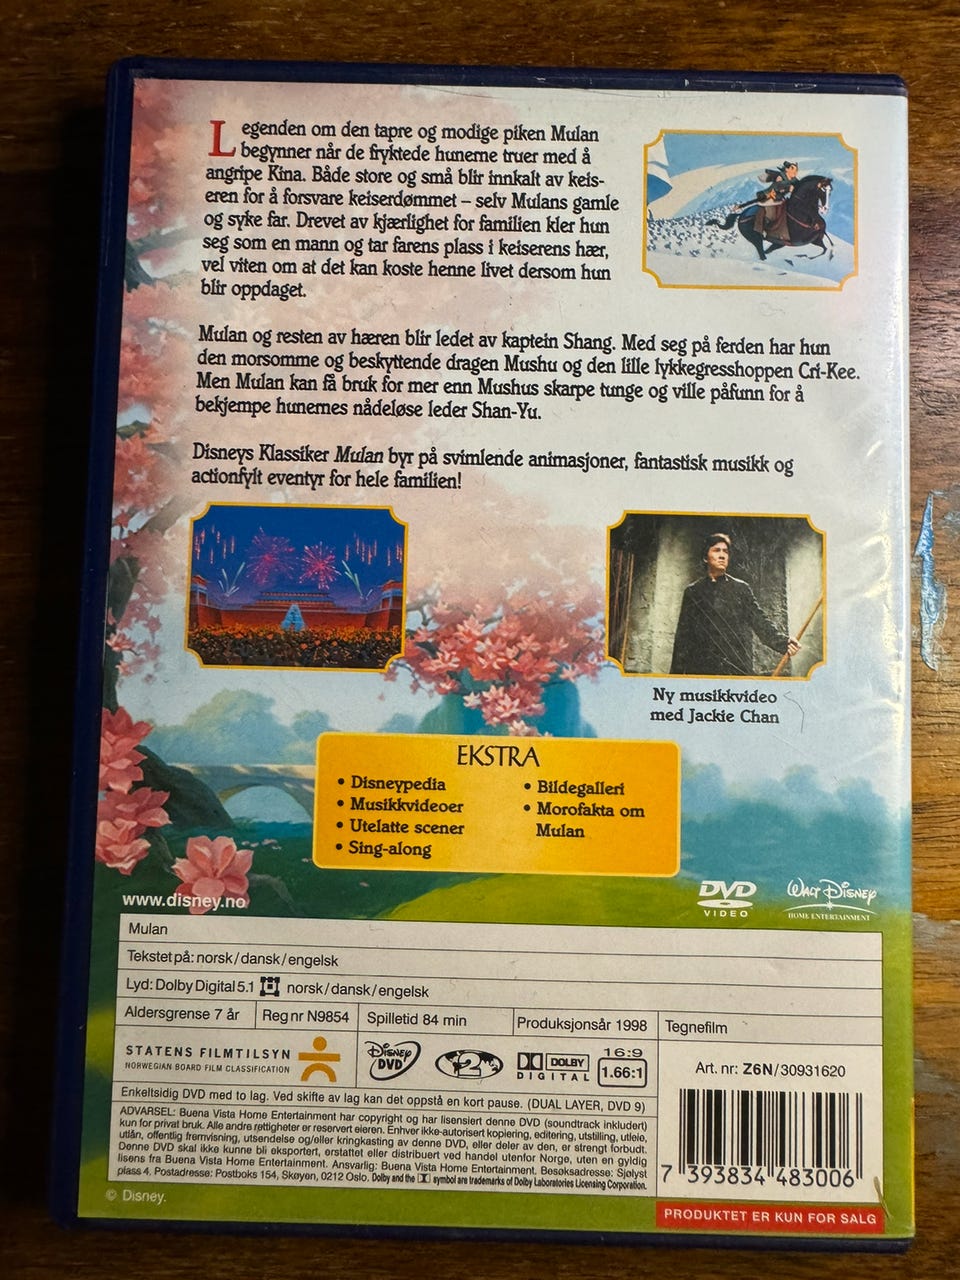 Legenden om den tapre og modige piken Mulan
begynner når de fryktede hunerne truer med å
angripe Kina. Både store og små blir innkalt av keis-
eren for å forsvare keiserdømmet – selv Mulans gamle
og syke far. Drevet av kjærlighet for familien kler hun
seg som en mann og tar farens plass i keiserens hær,
vel viten om at det kan koste henne livet dersom hun
blir oppdaget.
Mulan og resten av hæren blir ledet av kaptein Shang. Med seg på ferden har hun
den morsomme og beskyttende dragen Mushu og den lille lykkegresshoppen Cri-Kee.
Men Mulan kan få bruk for mer enn Mushus skarpe tunge og ville påfunn for å
bekjempe hunernes nådeløse leder Shan-Yu.
Disneys Klassiker Mulan byr på svimlende animasjoner, fantastisk musikk og
actionfylt eventyr for hele familien!
Ny musikkvideo
med Jackie Chan
EKSTRA
• Disneypedia
• Musikkvideoer
• Utelatte scener
• Sing-along
• Bildegalleri
• Morofakta om
Mulan
www.disney.no
DVD
VIDEO
WALT DISNEY
HOME ENTERTAINMENT
Mulan
Tekstet på: norsk/dansk/engelsk
Lyd: Dolby Digital 5.1 norsk/dansk/engelsk
Aldersgrense 7 år
Reg nr N9854
Spilletid 84 min
Produksjonsår 1998
Tegnefilm
STATENS FILMTILSYN
NORWEGIAN BOARD FILM CLASSIFICATION
Disney
DVD
2
DOLBY
DIGITAL
16:9
1.66:1
Art. nr: Z6N/30931620
Enkeltsidig DVD med to lag. Ved skifte av lag kan det oppstå en kort pause. (DUAL LAYER, DVD 9)
ADVARSEL: Buena Vista Home Entertainment har copyright og har lisensiert denne DVD (soundtrack inkludert)
kun for privat bruk. Alle andre rettigheter er reservert eieren. Enhver ikke-autorisert kopiering, editering, utstilling, utleie,
utlån, offentlig fremvisning, utsendelse og/eller kringkasting av denne DVD, eller deler av den, er strengt forbudt.
Denne DVD skal ikke kunne bli eksportert, erstattet eller distribuert ved handel utenfor Norge, uten en gyldig
lisens fra Buena Vista Home Entertainment. Ansvarlig: Buena Vista Home Entertainment. Besøksadresse: Sjølyst
plass 4. Postadresse: Postboks 154, Skøyen, 0212 Oslo. Dolby and the symbol are trademarks of Dolby Laboratories Licensing Corporation.
7 393834 483006
© Disney.
PRODUKTET ER KUN FOR SALG